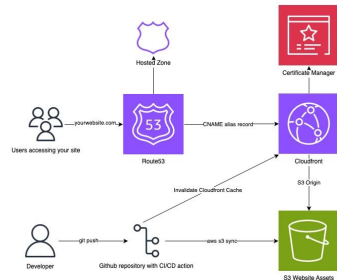 Hosted Zone
Certificate Manager
yourwebsite.com
53
CNAME alias record
Users accessing your site
Route53
Cloudfront
Invalidate Cloudfront Cache
S3 Origin
git push
aws s3 sync
Developer
Github repository with CI/CD action
S3 Website Assets